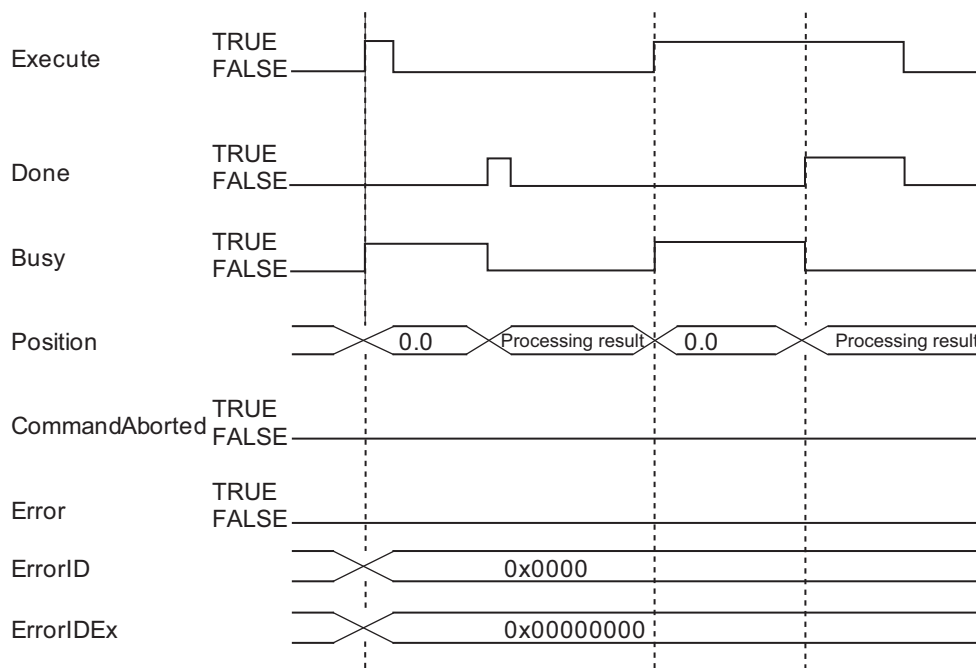 Execute TRUE
FALSE
Done TRUE
FALSE
Busy TRUE
FALSE
Position 0.0 Processing result 0.0 Processing result
CommandAborted TRUE
FALSE
Error TRUE
FALSE
ErrorID 0x0000
ErrorIDEx 0x00000000